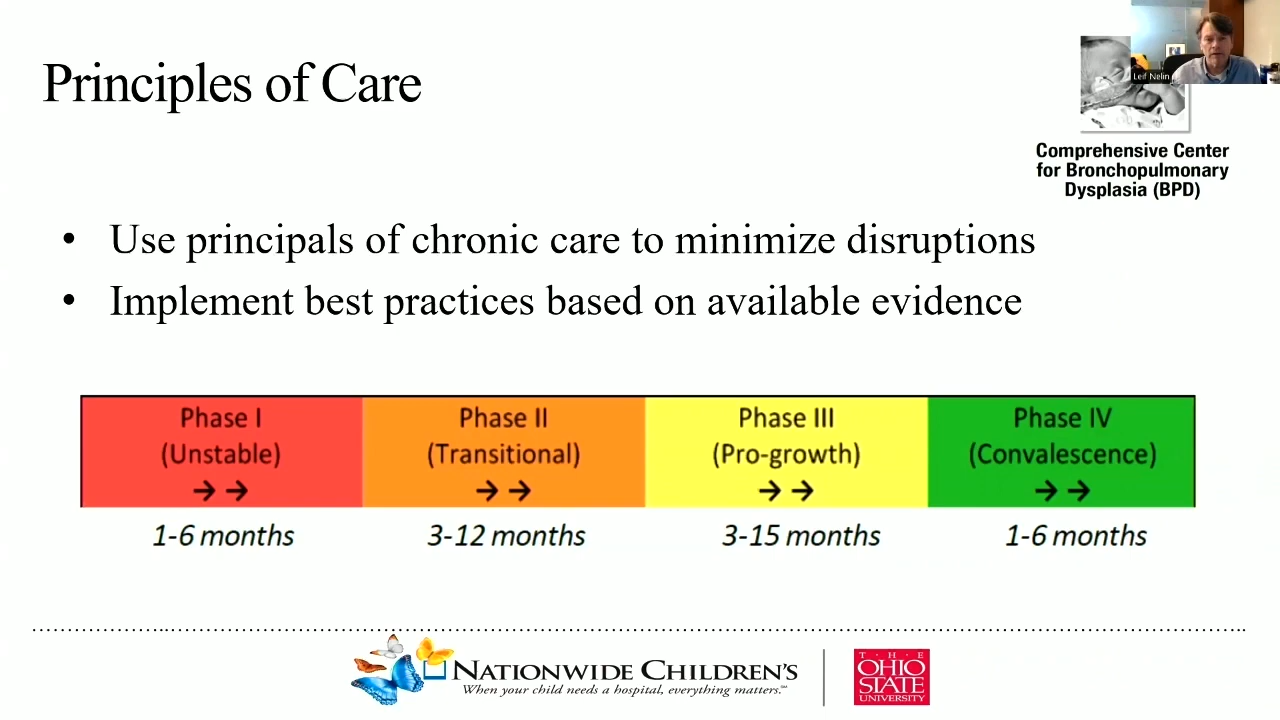 Principles of Care
Leif Nelin
Comprehensive Center
for Bronchopulmonary
Dysplasia (BPD)
• Use principals of chronic care to minimize disruptions
• Implement best practices based on available evidence
Phase I
(Unstable)
→ →
1-6 months
Phase II
(Transitional)
→ →
3-12 months
Phase III
(Pro-growth)
→ →
3-15 months
Phase IV
(Convalescence)
→ →
1-6 months
NATIONWIDE CHILDREN'S
When your child needs a hospital, everything matters.℠
THE
OHIO
STATE
UNIVERSITY